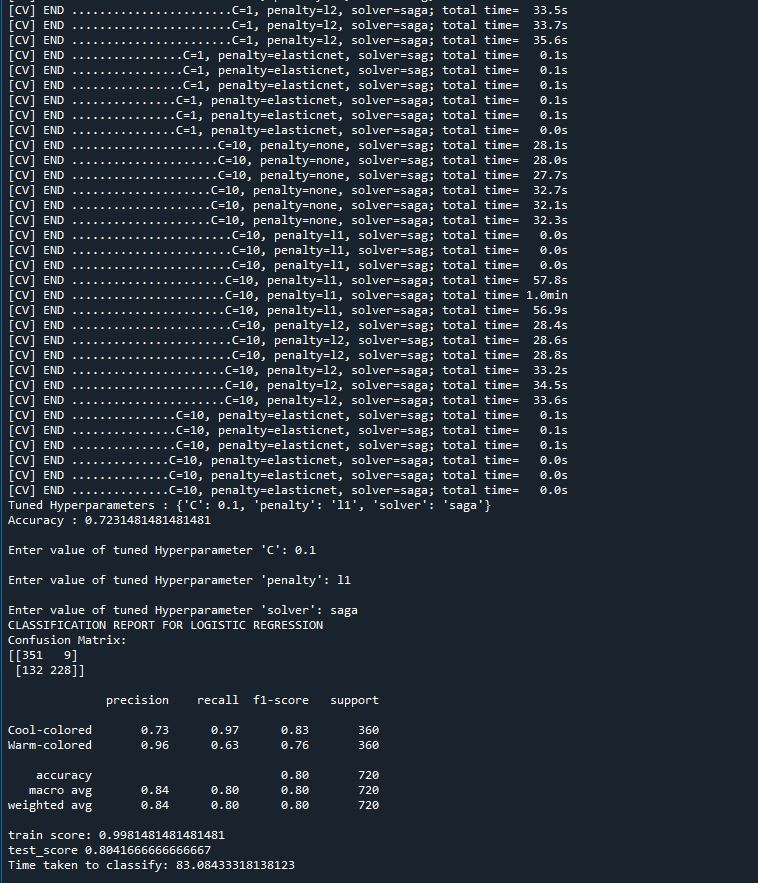 [CV] END ......................C=1, penalty=l2, solver=saga; total time=  33.5s
[CV] END ......................C=1, penalty=l2, solver=saga; total time=  33.7s
[CV] END ......................C=1, penalty=l2, solver=saga; total time=  35.6s
[CV] END ...............C=1, penalty=elasticnet, solver=sag; total time=   0.1s
[CV] END ...............C=1, penalty=elasticnet, solver=sag; total time=   0.1s
[CV] END ...............C=1, penalty=elasticnet, solver=sag; total time=   0.1s
[CV] END ..............C=1, penalty=elasticnet, solver=saga; total time=   0.1s
[CV] END ..............C=1, penalty=elasticnet, solver=saga; total time=   0.1s
[CV] END ..............C=1, penalty=elasticnet, solver=saga; total time=   0.0s
[CV] END ....................C=10, penalty=none, solver=sag; total time=  28.1s
[CV] END ....................C=10, penalty=none, solver=sag; total time=  28.0s
[CV] END ....................C=10, penalty=none, solver=sag; total time=  27.7s
[CV] END ...................C=10, penalty=none, solver=saga; total time=  32.7s
[CV] END ...................C=10, penalty=none, solver=saga; total time=  32.1s
[CV] END ...................C=10, penalty=none, solver=saga; total time=  32.3s
[CV] END ......................C=10, penalty=l1, solver=sag; total time=   0.0s
[CV] END ......................C=10, penalty=l1, solver=sag; total time=   0.0s
[CV] END ......................C=10, penalty=l1, solver=sag; total time=   0.0s
[CV] END .....................C=10, penalty=l1, solver=saga; total time=  57.8s
[CV] END .....................C=10, penalty=l1, solver=saga; total time= 1.0min
[CV] END .....................C=10, penalty=l1, solver=saga; total time=  56.9s
[CV] END ......................C=10, penalty=l2, solver=sag; total time=  28.4s
[CV] END ......................C=10, penalty=l2, solver=sag; total time=  28.6s
[CV] END ......................C=10, penalty=l2, solver=sag; total time=  28.8s
[CV] END .....................C=10, penalty=l2, solver=saga; total time=  33.2s
[CV] END .....................C=10, penalty=l2, solver=saga; total time=  34.5s
[CV] END .....................C=10, penalty=l2, solver=saga; total time=  33.6s
[CV] END ..............C=10, penalty=elasticnet, solver=sag; total time=   0.1s
[CV] END ..............C=10, penalty=elasticnet, solver=sag; total time=   0.1s
[CV] END ..............C=10, penalty=elasticnet, solver=sag; total time=   0.1s
[CV] END .............C=10, penalty=elasticnet, solver=saga; total time=   0.0s
[CV] END .............C=10, penalty=elasticnet, solver=saga; total time=   0.0s
[CV] END .............C=10, penalty=elasticnet, solver=saga; total time=   0.0s
Tuned Hyperparameters : {'C': 0.1, 'penalty': 'l1', 'solver': 'saga'}
Accuracy : 0.7231481481481481
Enter value of tuned Hyperparameter 'C': 0.1
Enter value of tuned Hyperparameter 'penalty': l1
Enter value of tuned Hyperparameter 'solver': saga
CLASSIFICATION REPORT FOR LOGISTIC REGRESSION
Confusion Matrix:
[[351   9]
 [132 228]]
precision    recall  f1-score   support
Cool-colored       0.73      0.97      0.83       360
Warm-colored       0.96      0.63      0.76       360
accuracy                           0.80       720
macro avg       0.84      0.80      0.80       720
weighted avg       0.84      0.80      0.80       720
train score: 0.9981481481481481
test_score 0.8041666666666667
Time taken to classify: 83.08433318138123